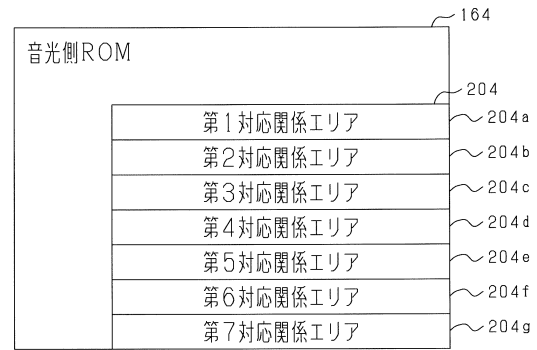 164
音光側ROM
204
第1対応関係エリア 204a
第2対応関係エリア 204b
第3対応関係エリア 204c
第4対応関係エリア 204d
第5対応関係エリア 204e
第6対応関係エリア 204f
第7対応関係エリア 204g